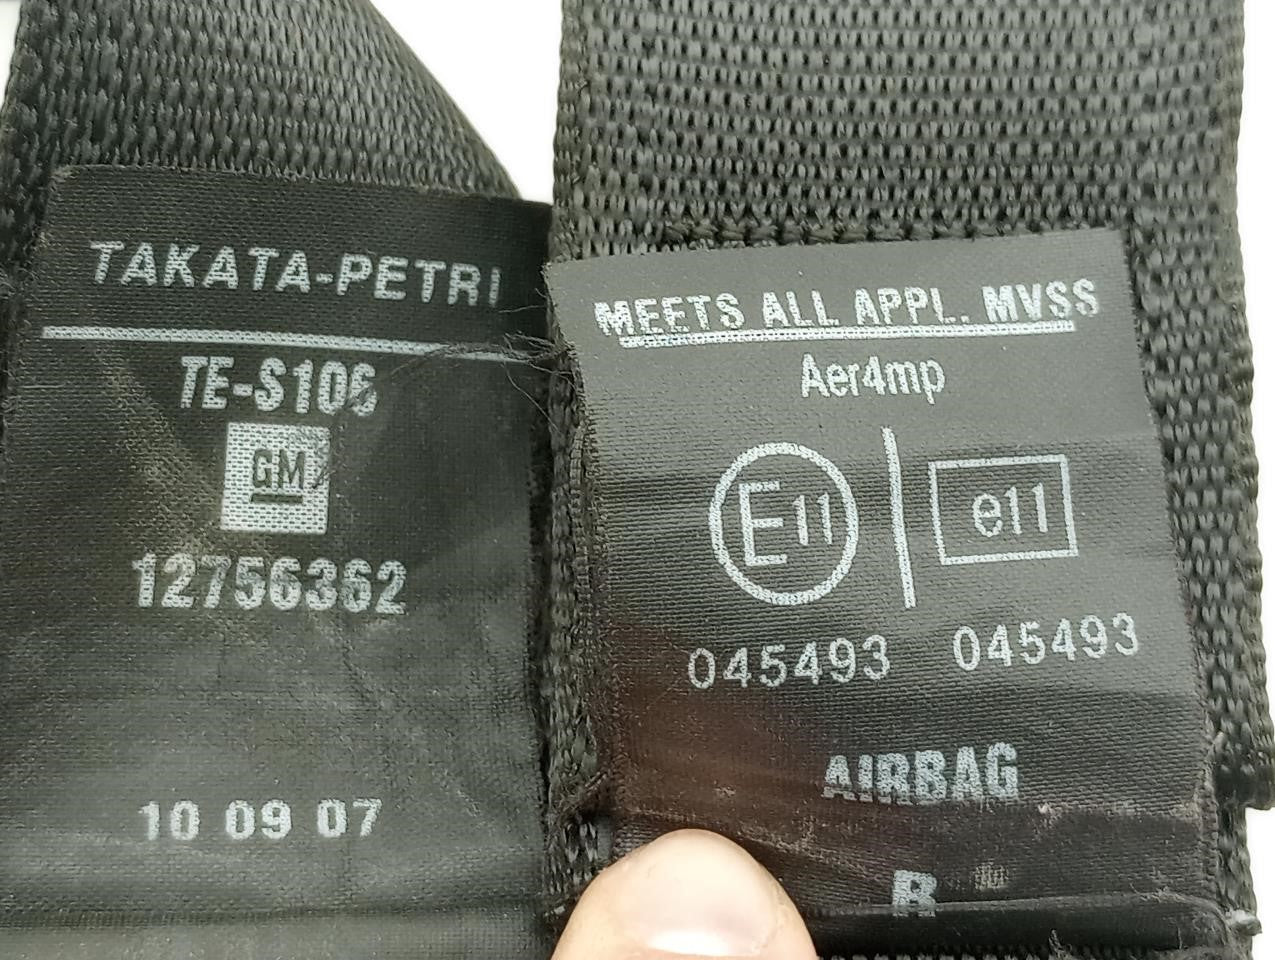 TAKATA-PETRI
TE-S106
GM
12756362
10 09 07
MEETS ALL APPL. MVSS
Aer4mp
E11 e11
045493 045493
AIRBAG
R